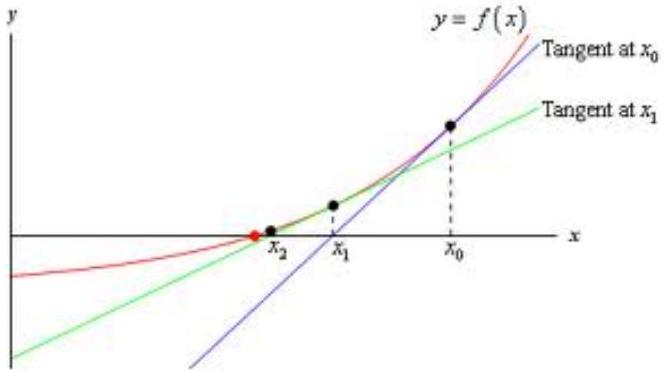 y
y = f(x)
Tangent at x₀
Tangent at x₁
x₂
x₁
x₀
x